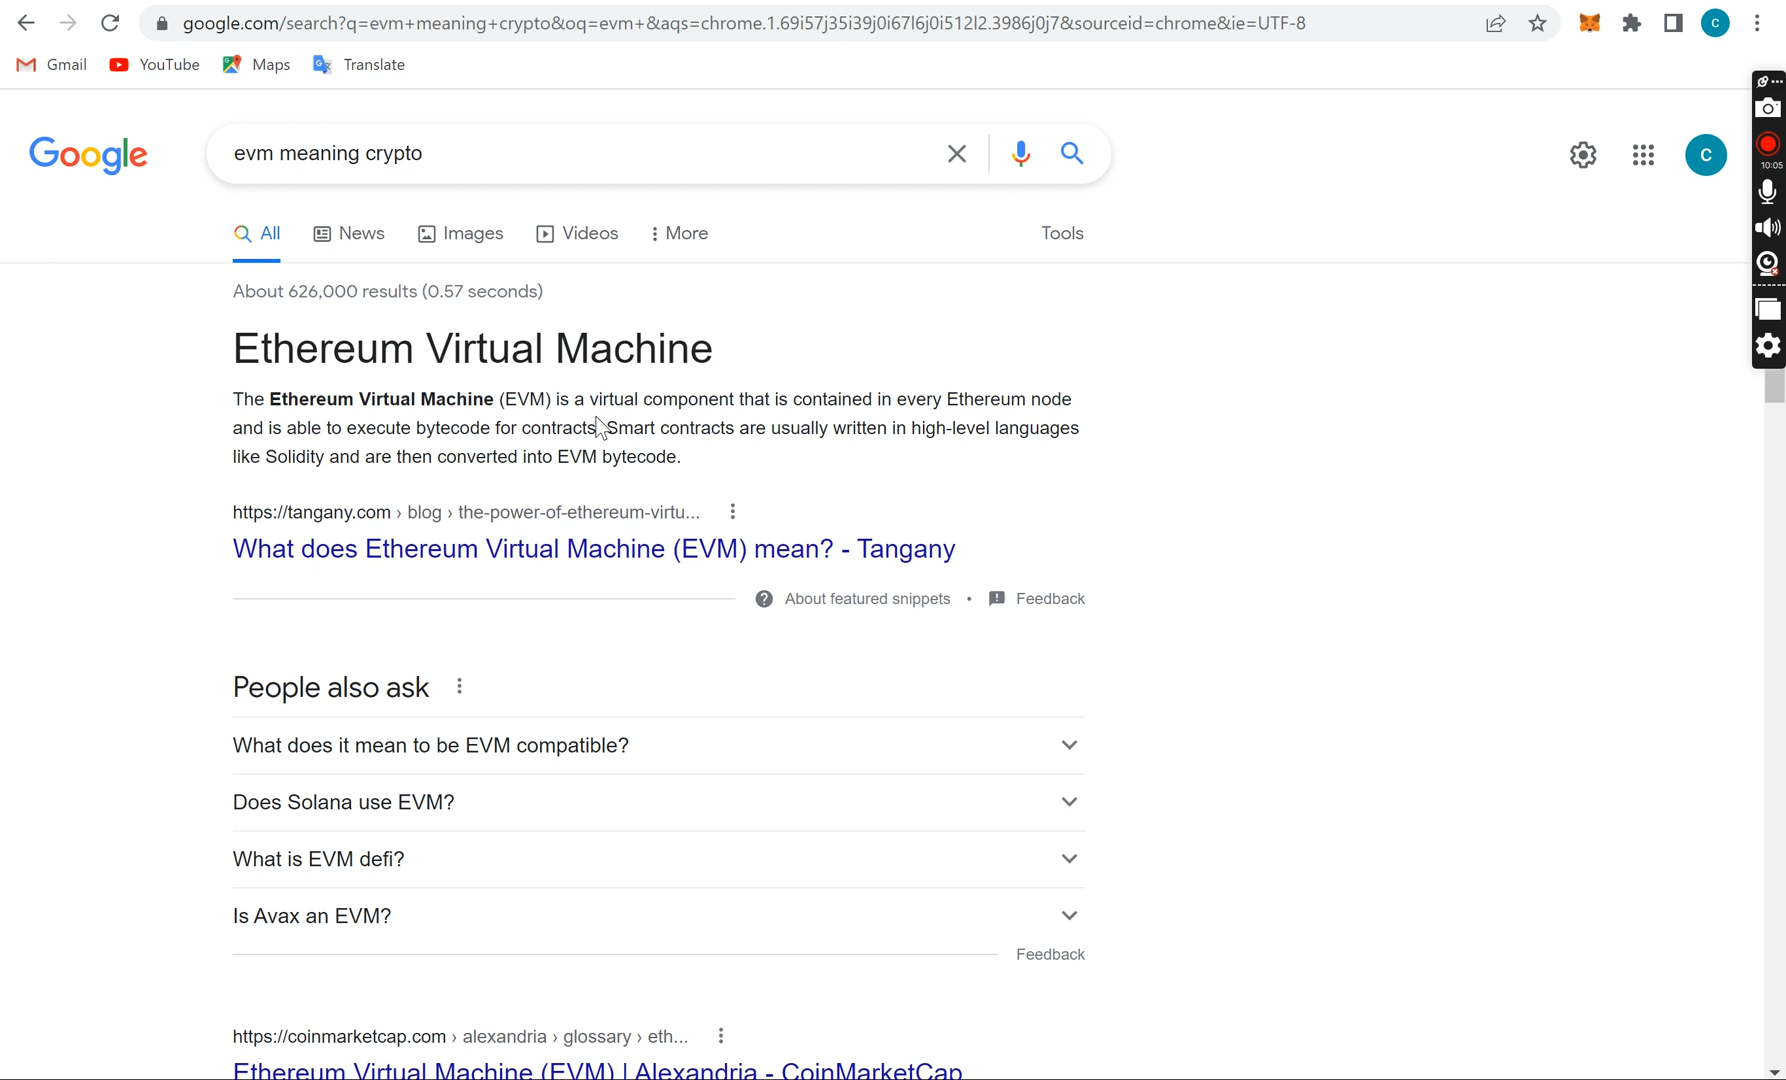 google.com/search?q=evm+meaning+crypto&oq=evm+&aqs=chrome.1.69i57j35i39j0i67l6j0i512l2.3986j0j7&sourceid=chrome&ie=UTF-8
C
Gmail YouTube Maps Translate
Google
evm meaning crypto
C
10:05
All News Images Videos More Tools
About 626,000 results (0.57 seconds)
Ethereum Virtual Machine
The Ethereum Virtual Machine (EVM) is a virtual component that is contained in every Ethereum node
and is able to execute bytecode for contracts. Smart contracts are usually written in high-level languages
like Solidity and are then converted into EVM bytecode.
https://tangany.com › blog › the-power-of-ethereum-virtu...
What does Ethereum Virtual Machine (EVM) mean? - Tangany
About featured snippets • Feedback
People also ask
What does it mean to be EVM compatible?
Does Solana use EVM?
What is EVM defi?
Is Avax an EVM?
Feedback
https://coinmarketcap.com › alexandria › glossary › eth...
Ethereum Virtual Machine (EVM) | Alexandria - CoinMarketCap